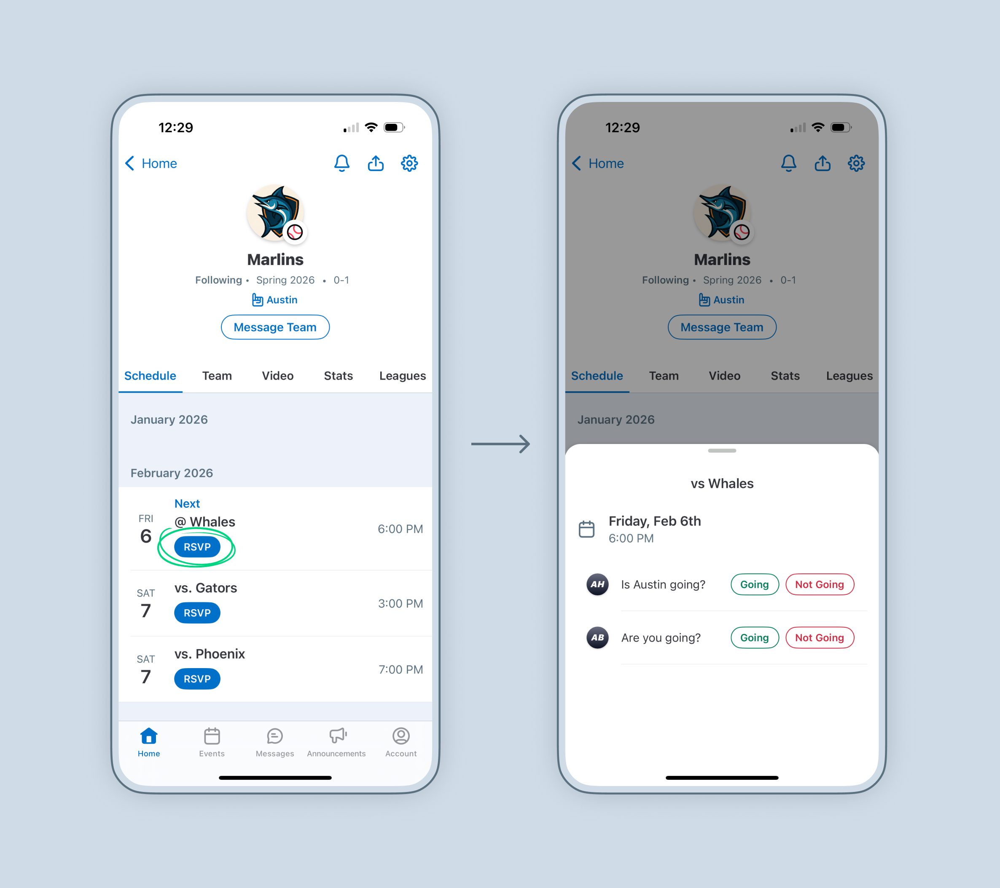 12:29
Home
Marlins
Following • Spring 2026 • 0-1
Austin
Message Team
Schedule Team Video Stats Leagues
January 2026
February 2026
Next
FRI
6
@ Whales
6:00 PM
RSVP
SAT
7
vs. Gators
3:00 PM
RSVP
SAT
7
vs. Phoenix
7:00 PM
RSVP
Home Events Messages Announcements Account
12:29
Home
Marlins
Following • Spring 2026 • 0-1
Austin
Message Team
Schedule Team Video Stats Leagues
January 2026
vs Whales
Friday, Feb 6th
6:00 PM
AH Is Austin going? Going Not Going
AB Are you going? Going Not Going